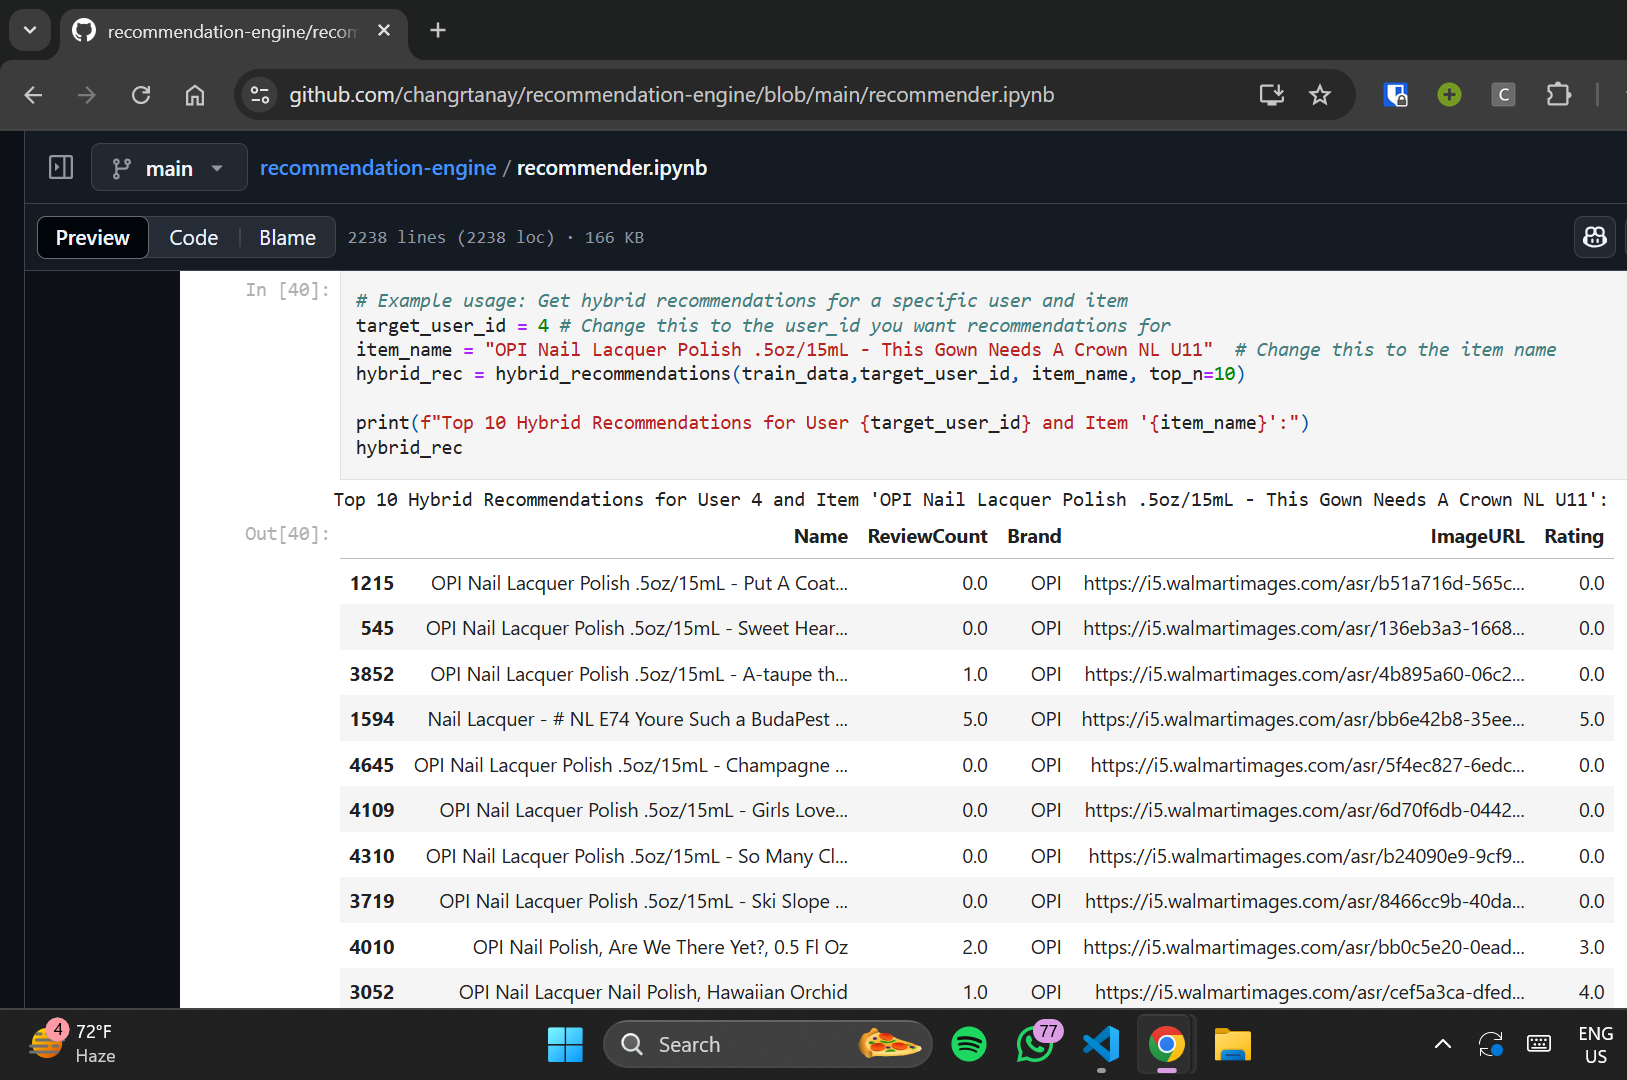 recommendation-engine/recom
github.com/changrtanay/recommendation-engine/blob/main/recommender.ipynb
C
main
recommendation-engine / recommender.ipynb
Preview Code Blame 2238 lines (2238 loc) · 166 KB
In [40]:
# Example usage: Get hybrid recommendations for a specific user and item
target_user_id = 4 # Change this to the user_id you want recommendations for
item_name = "OPI Nail Lacquer Polish .5oz/15mL - This Gown Needs A Crown NL U11"  # Change this to the item name
hybrid_rec = hybrid_recommendations(train_data,target_user_id, item_name, top_n=10)
print(f"Top 10 Hybrid Recommendations for User {target_user_id} and Item '{item_name}':")
hybrid_rec
Top 10 Hybrid Recommendations for User 4 and Item 'OPI Nail Lacquer Polish .5oz/15mL - This Gown Needs A Crown NL U11':
Out[40]:
Name ReviewCount Brand ImageURL Rating
1215 OPI Nail Lacquer Polish .5oz/15mL - Put A Coat... 0.0 OPI https://i5.walmartimages.com/asr/b51a716d-565c... 0.0
545 OPI Nail Lacquer Polish .5oz/15mL - Sweet Hear... 0.0 OPI https://i5.walmartimages.com/asr/136eb3a3-1668... 0.0
3852 OPI Nail Lacquer Polish .5oz/15mL - A-taupe th... 1.0 OPI https://i5.walmartimages.com/asr/4b895a60-06c2... 0.0
1594 Nail Lacquer - # NL E74 Youre Such a BudaPest ... 5.0 OPI https://i5.walmartimages.com/asr/bb6e42b8-35ee... 5.0
4645 OPI Nail Lacquer Polish .5oz/15mL - Champagne ... 0.0 OPI https://i5.walmartimages.com/asr/5f4ec827-6edc... 0.0
4109 OPI Nail Lacquer Polish .5oz/15mL - Girls Love... 0.0 OPI https://i5.walmartimages.com/asr/6d70f6db-0442... 0.0
4310 OPI Nail Lacquer Polish .5oz/15mL - So Many Cl... 0.0 OPI https://i5.walmartimages.com/asr/b24090e9-9cf9... 0.0
3719 OPI Nail Lacquer Polish .5oz/15mL - Ski Slope ... 0.0 OPI https://i5.walmartimages.com/asr/8466cc9b-40da... 0.0
4010 OPI Nail Polish, Are We There Yet?, 0.5 Fl Oz 2.0 OPI https://i5.walmartimages.com/asr/bb0c5e20-0ead... 3.0
3052 OPI Nail Lacquer Nail Polish, Hawaiian Orchid 1.0 OPI https://i5.walmartimages.com/asr/cef5a3ca-dfed... 4.0
4 72°F
Haze
Search
77
ENG
US